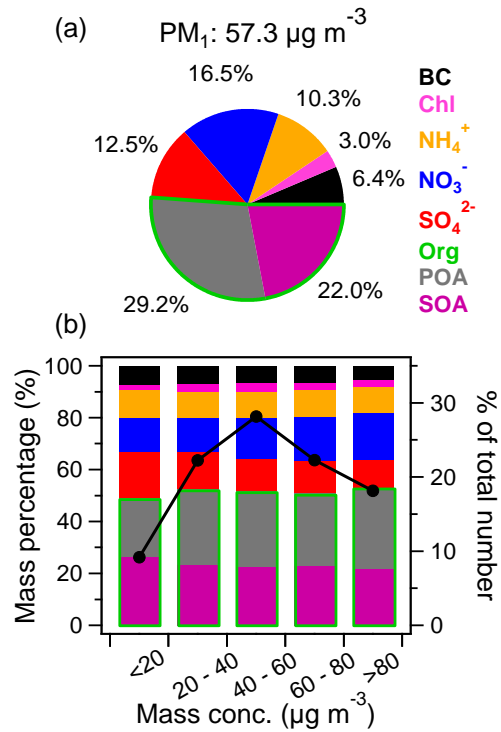 (a)
PM₁: 57.3 µg m⁻³
16.5%
10.3%
12.5%
3.0%
6.4%
29.2%
22.0%
BC
Chl
NH₄⁺
NO₃⁻
SO₄²⁻
Org
POA
SOA
(b)
Mass percentage (%)
100
80
60
40
20
0
% of total number
30
20
10
0
<20
20 - 40
40 - 60
60 - 80
>80
Mass conc. (µg m⁻³)